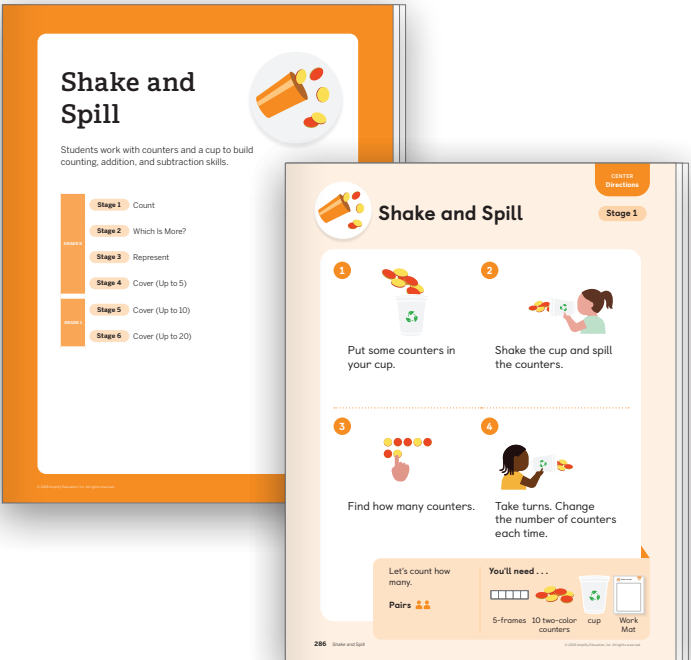 Shake and
Spill
Students work with counters and a cup to build
counting, addition, and subtraction skills.
Stage 1 Count
Stage 2 Which Is More?
Stage 3 Represent
Stage 4 Cover (Up to 5)
Stage 5 Cover (Up to 10)
Stage 6 Cover (Up to 20)
CENTER
Directions
Shake and Spill
Stage 1
1
Put some counters in
your cup.
2
Shake the cup and spill
the counters.
3
Find how many counters.
4
Take turns. Change
the number of counters
each time.
Let's count how
many.
Pairs
You'll need . . .
5-frames
10 two-color
counters
cup
Work
Mat
286 Shake and Spill